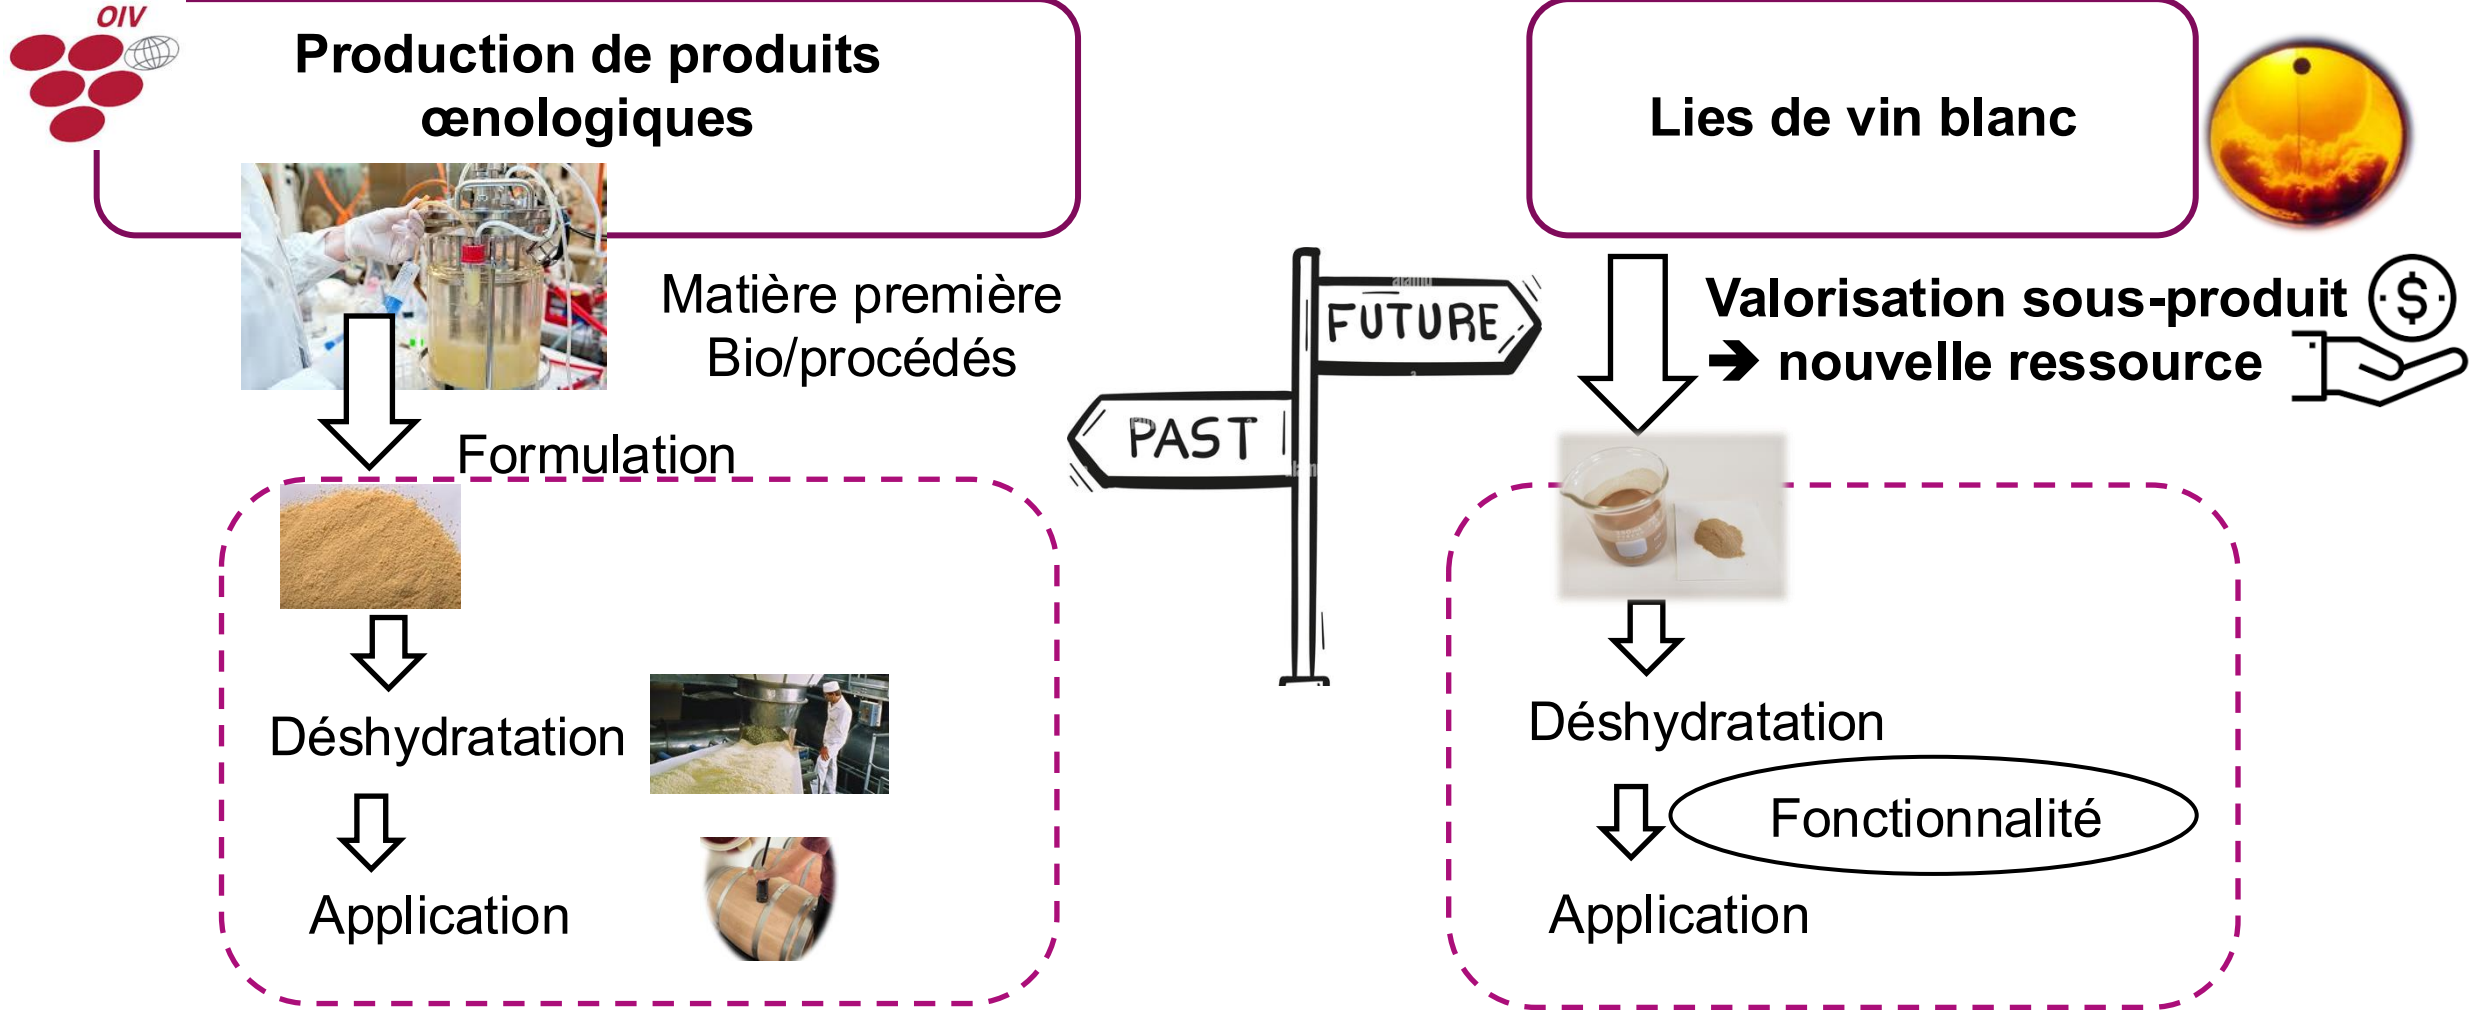 OIV
Production de produits
œnologiques
Matière première
Bio/procédés
Formulation
Déshydratation
Application
FUTURE
PAST
Lies de vin blanc
Valorisation sous-produit
➔ nouvelle ressource
$
Déshydratation
Fonctionnalité
Application